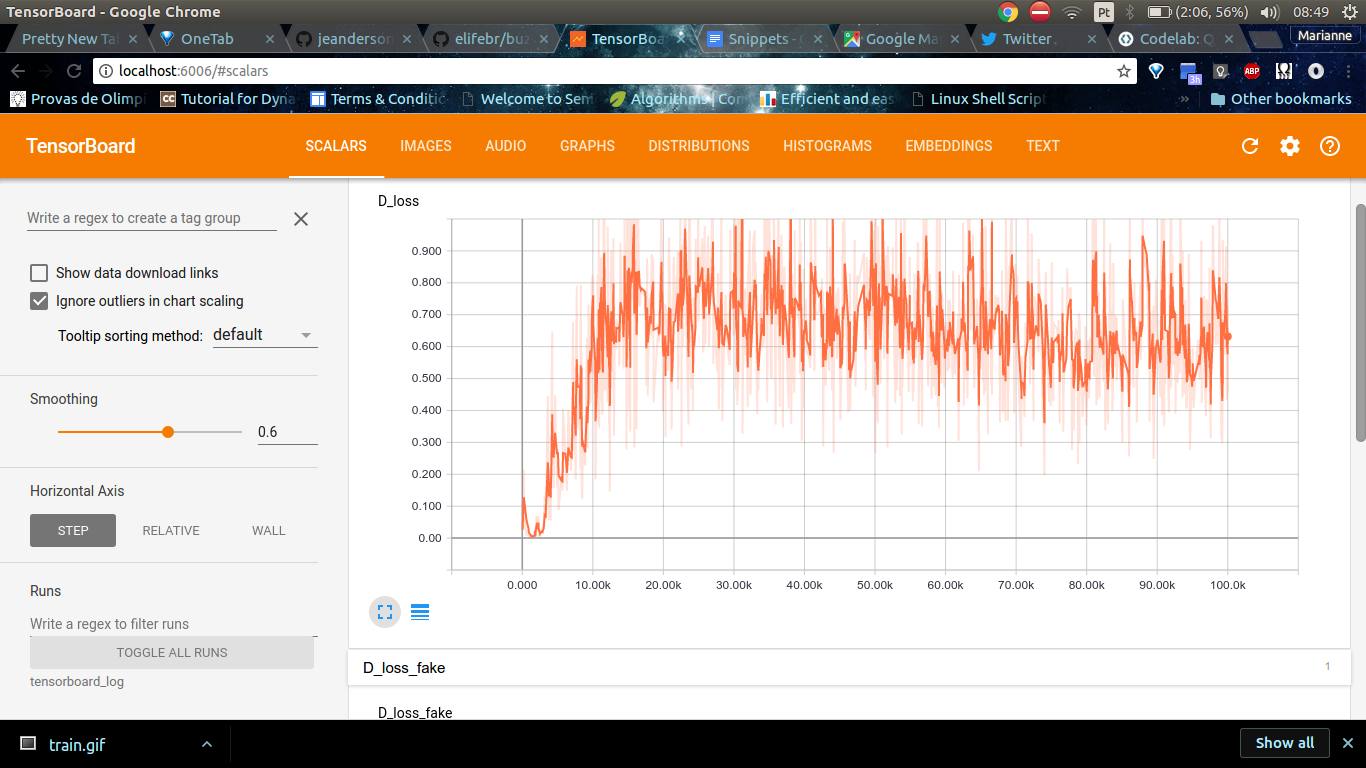 TensorBoard - Google Chrome
Pt (2:06, 56%) 08:49
Pretty New Ta OneTab jeanderson elifebr/buz TensorBoa Snippets - G Google Ma Twitter Codelab: Q Marianne
localhost:6006/#scalars
3h ABP
Provas de Olimpi Tutorial for Dyna Terms & Conditic Welcome to Sem Algorithms | Con Efficient and eas Linux Shell Script » Other bookmarks
TensorBoard SCALARS IMAGES AUDIO GRAPHS DISTRIBUTIONS HISTOGRAMS EMBEDDINGS TEXT
Write a regex to create a tag group
Show data download links
Ignore outliers in chart scaling
Tooltip sorting method: default
Smoothing
0.6
Horizontal Axis
STEP RELATIVE WALL
Runs
Write a regex to filter runs
TOGGLE ALL RUNS
tensorboard_log
D_loss
0.900
0.800
0.700
0.600
0.500
0.400
0.300
0.200
0.100
0.00
0.000 10.00k 20.00k 30.00k 40.00k 50.00k 60.00k 70.00k 80.00k 90.00k 100.0k
D_loss_fake 1
D_loss_fake
train.gif Show all